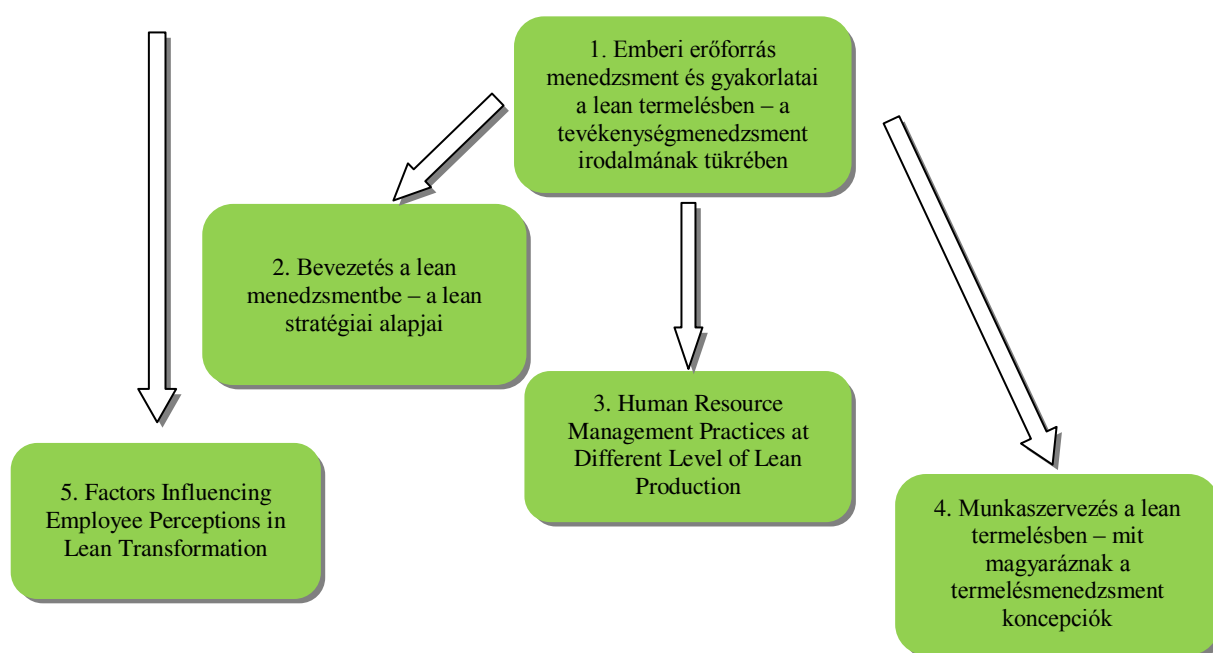 1. Emberi erőforrás
menedzsment és gyakorlatai
a lean termelésben – a
tevékenységmenedzsment
irodalmának tükrében
2. Bevezetés a lean
menedzsmentbe – a lean
stratégiai alapjai
3. Human Resource
Management Practices at
Different Level of Lean
Production
5. Factors Influencing
Employee Perceptions in
Lean Transformation
4. Munkaszervezés a lean
termelésben – mit
magyaráznak a
termelésmenedzsment
koncepciók